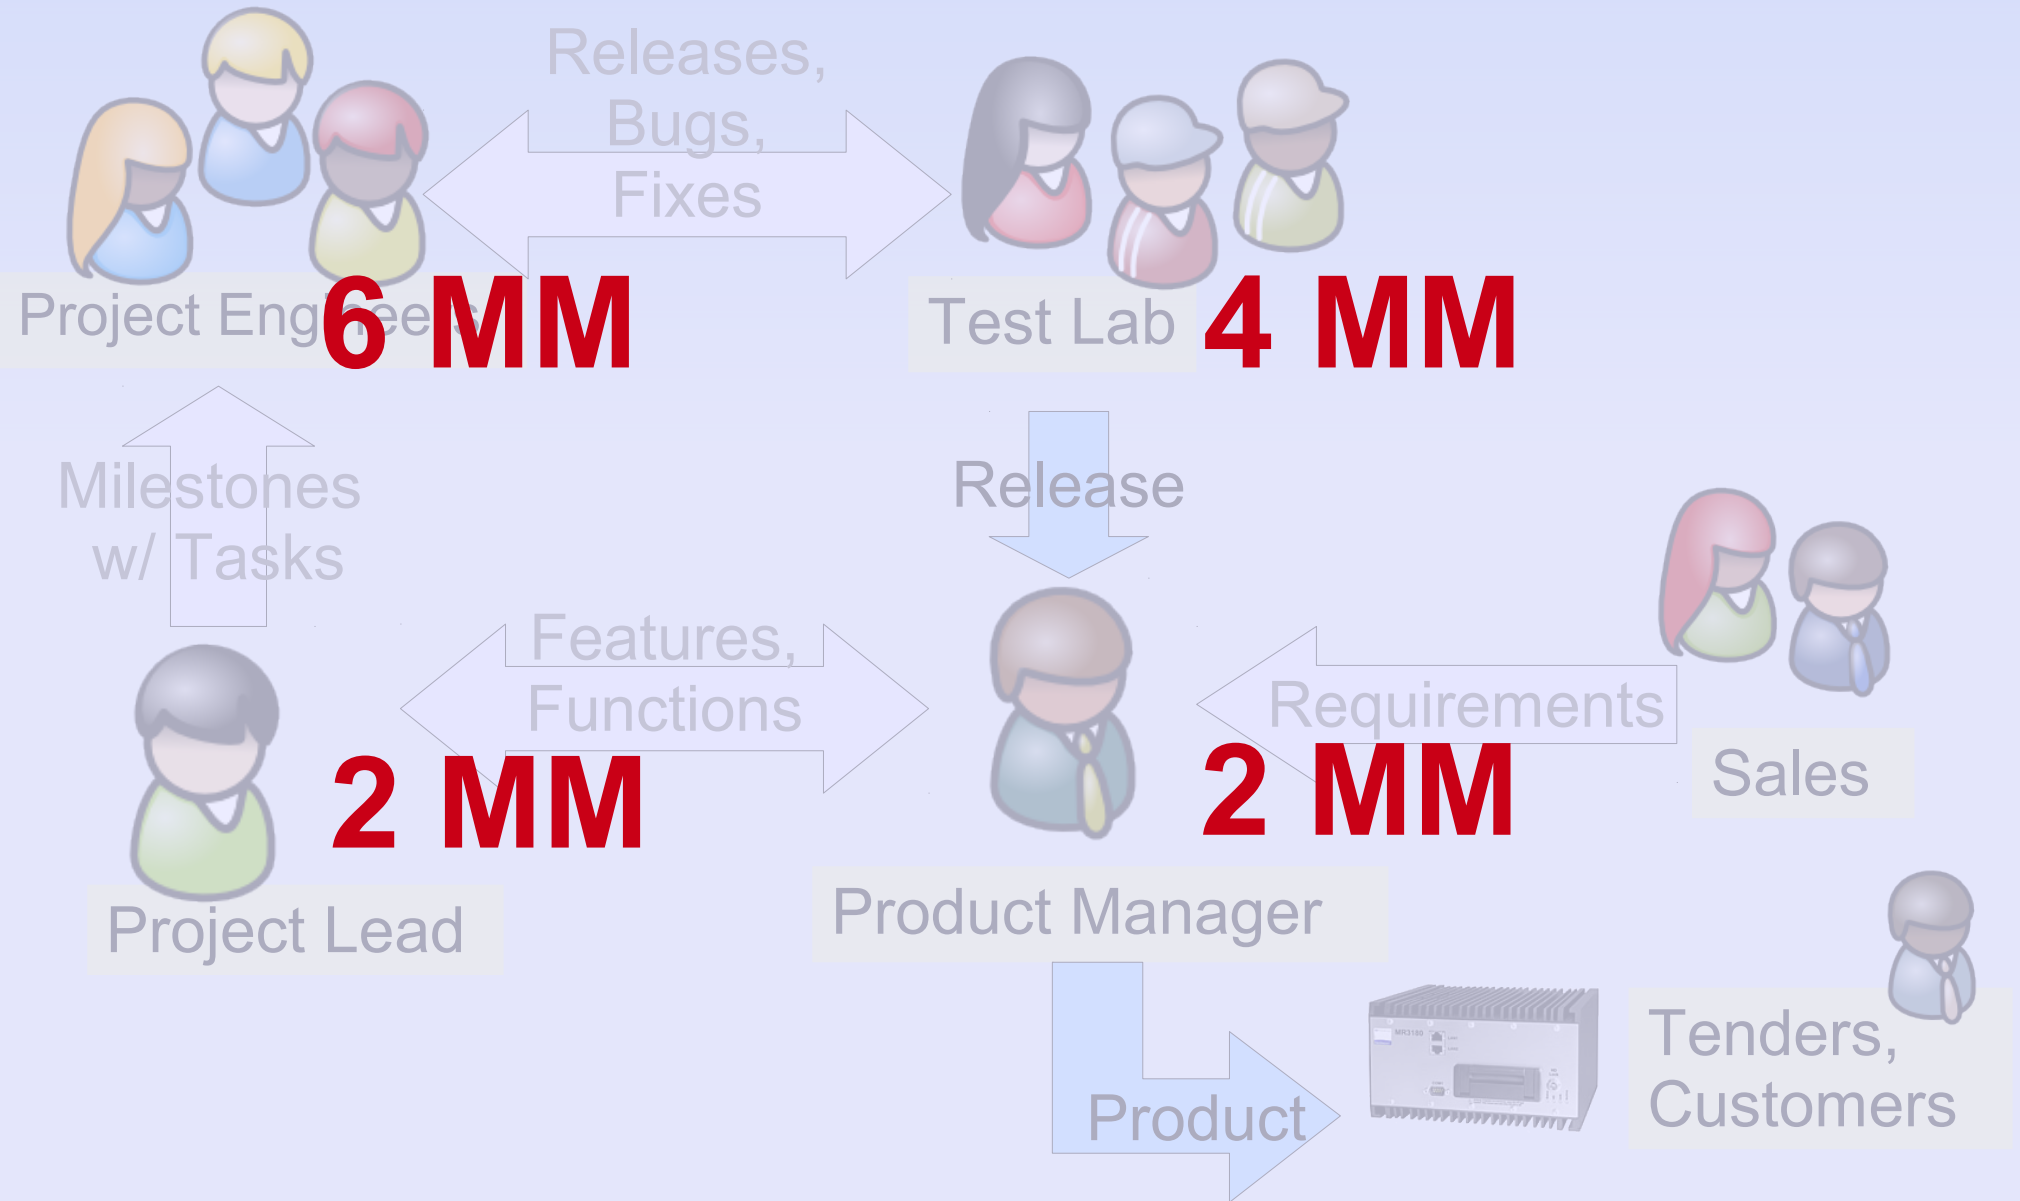 Releases,
Bugs,
Fixes
Project Engineers
6 MM
Test Lab
4 MM
Milestones
w/ Tasks
Release
Features,
Functions
Requirements
2 MM
2 MM
Sales
Project Lead
Product Manager
MR3180
Tenders,
Customers
Product